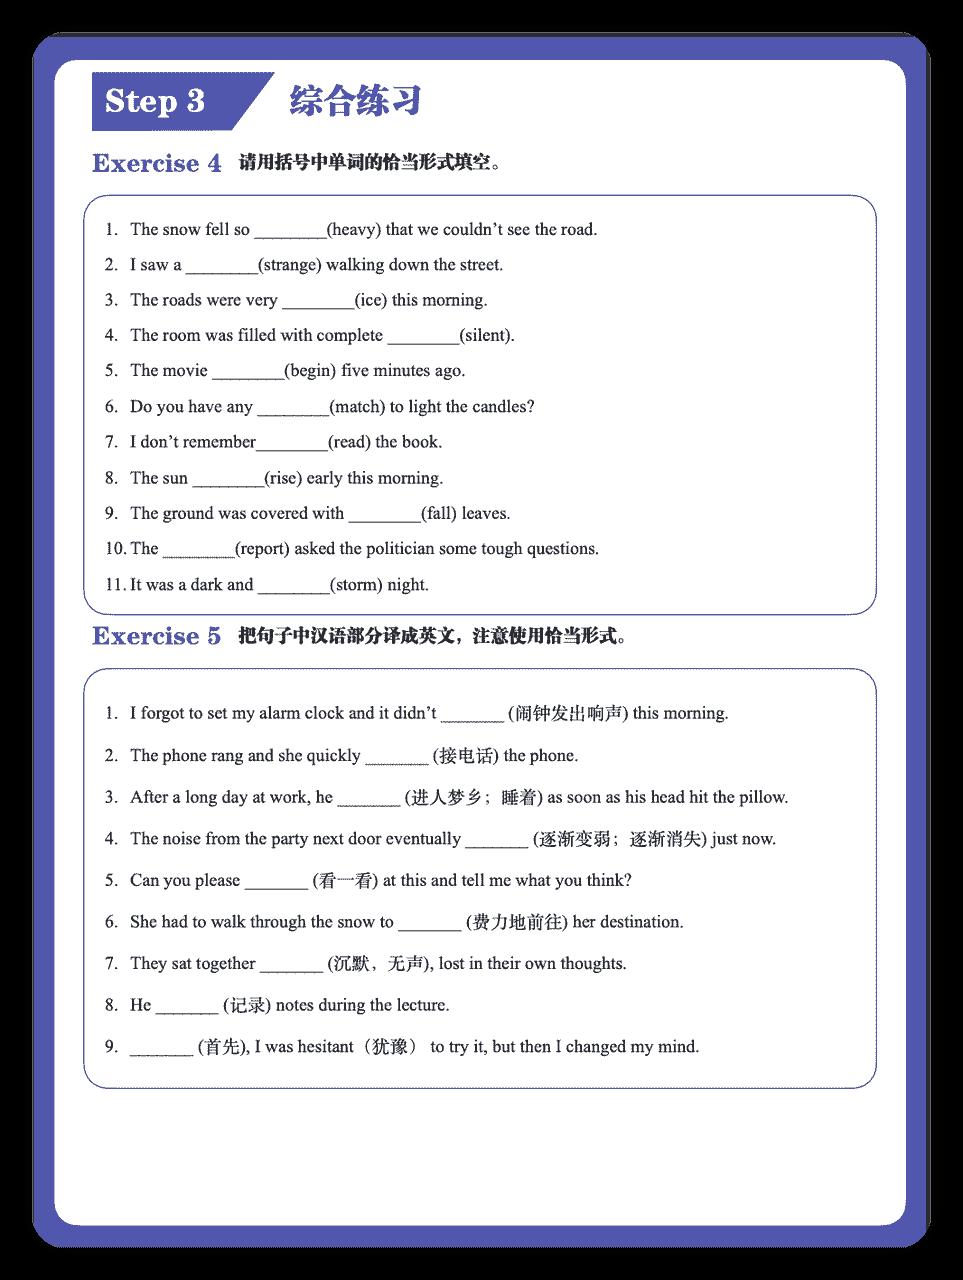 Step 3 综合练习
Exercise 4 请用括号中单词的恰当形式填空。
1. The snow fell so ________(heavy) that we couldn’t see the road.
2. I saw a ________(strange) walking down the street.
3. The roads were very ________(ice) this morning.
4. The room was filled with complete ________(silent).
5. The movie ________(begin) five minutes ago.
6. Do you have any ________(match) to light the candles?
7. I don’t remember________(read) the book.
8. The sun ________(rise) early this morning.
9. The ground was covered with ________(fall) leaves.
10. The ________(report) asked the politician some tough questions.
11. It was a dark and ________(storm) night.
Exercise 5 把句子中汉语部分译成英文，注意使用恰当形式。
1. I forgot to set my alarm clock and it didn’t _______ (闹钟发出响声) this morning.
2. The phone rang and she quickly _______ (接电话) the phone.
3. After a long day at work, he _______ (进人梦乡；睡着) as soon as his head hit the pillow.
4. The noise from the party next door eventually _______ (逐渐变弱；逐渐消失) just now.
5. Can you please _______ (看一看) at this and tell me what you think?
6. She had to walk through the snow to _______ (费力地前往) her destination.
7. They sat together _______ (沉默，无声), lost in their own thoughts.
8. He _______ (记录) notes during the lecture.
9. _______ (首先), I was hesitant（犹豫） to try it, but then I changed my mind.